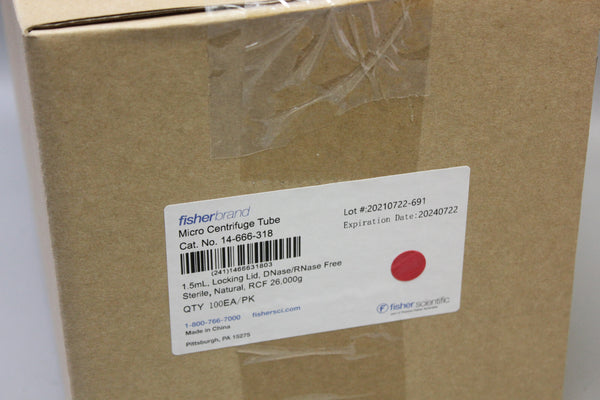 fisherbrand
Micro Centrifuge Tube
Cat. No. 14-666-318
(241)1466631803
1.5mL, Locking Lid, DNase/RNase Free
Sterile, Natural, RCF 26,000g
QTY 100EA/PK
1-800-766-7000 fishersci.com
Made in China
Pittsburgh, PA 15275
Lot #:20210722-691
Expiration Date:20240722
fisher scientific